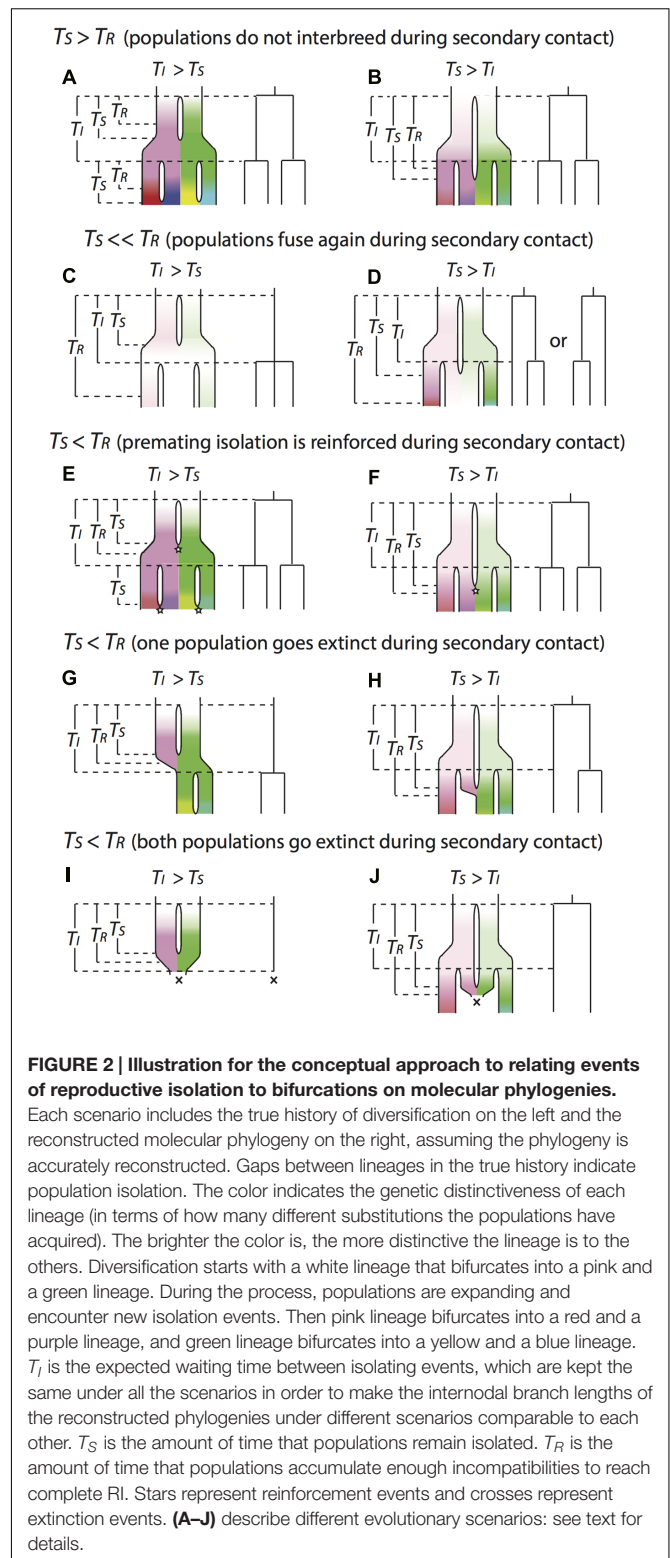 TS > TR (populations do not interbreed during secondary contact)
A TI > TS
TI TS TR
TS TR
B TS > TI
TI TS TR
TS << TR (populations fuse again during secondary contact)
C TI > TS
TR TI TS
D TS > TI
TR TS TI
or
TS < TR (premating isolation is reinforced during secondary contact)
E TI > TS
TI TR TS
TS
F TS > TI
TI TR TS
TS < TR (one population goes extinct during secondary contact)
G TI > TS
TI TR TS
H TS > TI
TI TR TS
TS < TR (both populations go extinct during secondary contact)
I TI > TS
TI TR TS
J TS > TI
TI TR TS
FIGURE 2 | Illustration for the conceptual approach to relating events
of reproductive isolation to bifurcations on molecular phylogenies.
Each scenario includes the true history of diversification on the left and the
reconstructed molecular phylogeny on the right, assuming the phylogeny is
accurately reconstructed. Gaps between lineages in the true history indicate
population isolation. The color indicates the genetic distinctiveness of each
lineage (in terms of how many different substitutions the populations have
acquired). The brighter the color is, the more distinctive the lineage is to the
others. Diversification starts with a white lineage that bifurcates into a pink and
a green lineage. During the process, populations are expanding and
encounter new isolation events. Then pink lineage bifurcates into a red and a
purple lineage, and green lineage bifurcates into a yellow and a blue lineage.
TI is the expected waiting time between isolating events, which are kept the
same under all the scenarios in order to make the internodal branch lengths of
the reconstructed phylogenies under different scenarios comparable to each
other. TS is the amount of time that populations remain isolated. TR is the
amount of time that populations accumulate enough incompatibilities to reach
complete RI. Stars represent reinforcement events and crosses represent
extinction events. (A–J) describe different evolutionary scenarios: see text for
details.